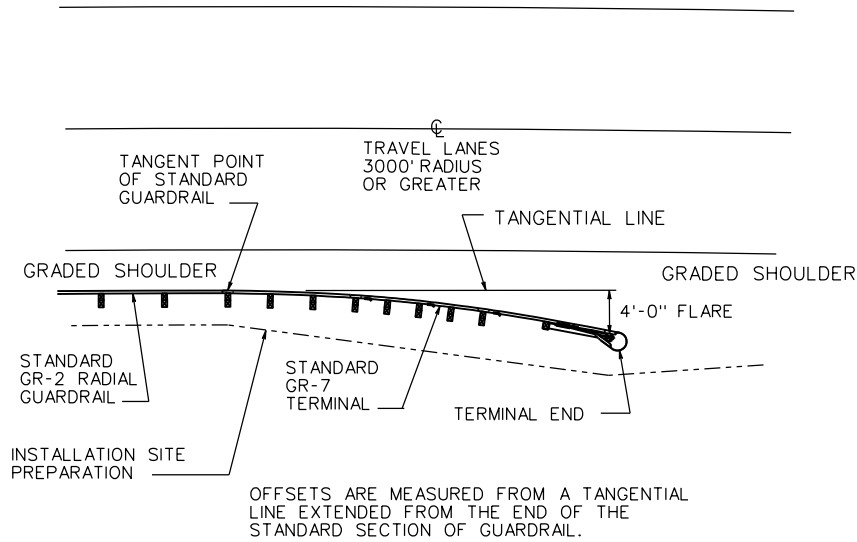 ℄
TRAVEL LANES
3000' RADIUS
OR GREATER
TANGENT POINT
OF STANDARD
GUARDRAIL
TANGENTIAL LINE
GRADED SHOULDER
GRADED SHOULDER
4'-0" FLARE
STANDARD
GR-2 RADIAL
GUARDRAIL
STANDARD
GR-7
TERMINAL
TERMINAL END
INSTALLATION SITE
PREPARATION
OFFSETS ARE MEASURED FROM A TANGENTIAL
LINE EXTENDED FROM THE END OF THE
STANDARD SECTION OF GUARDRAIL.